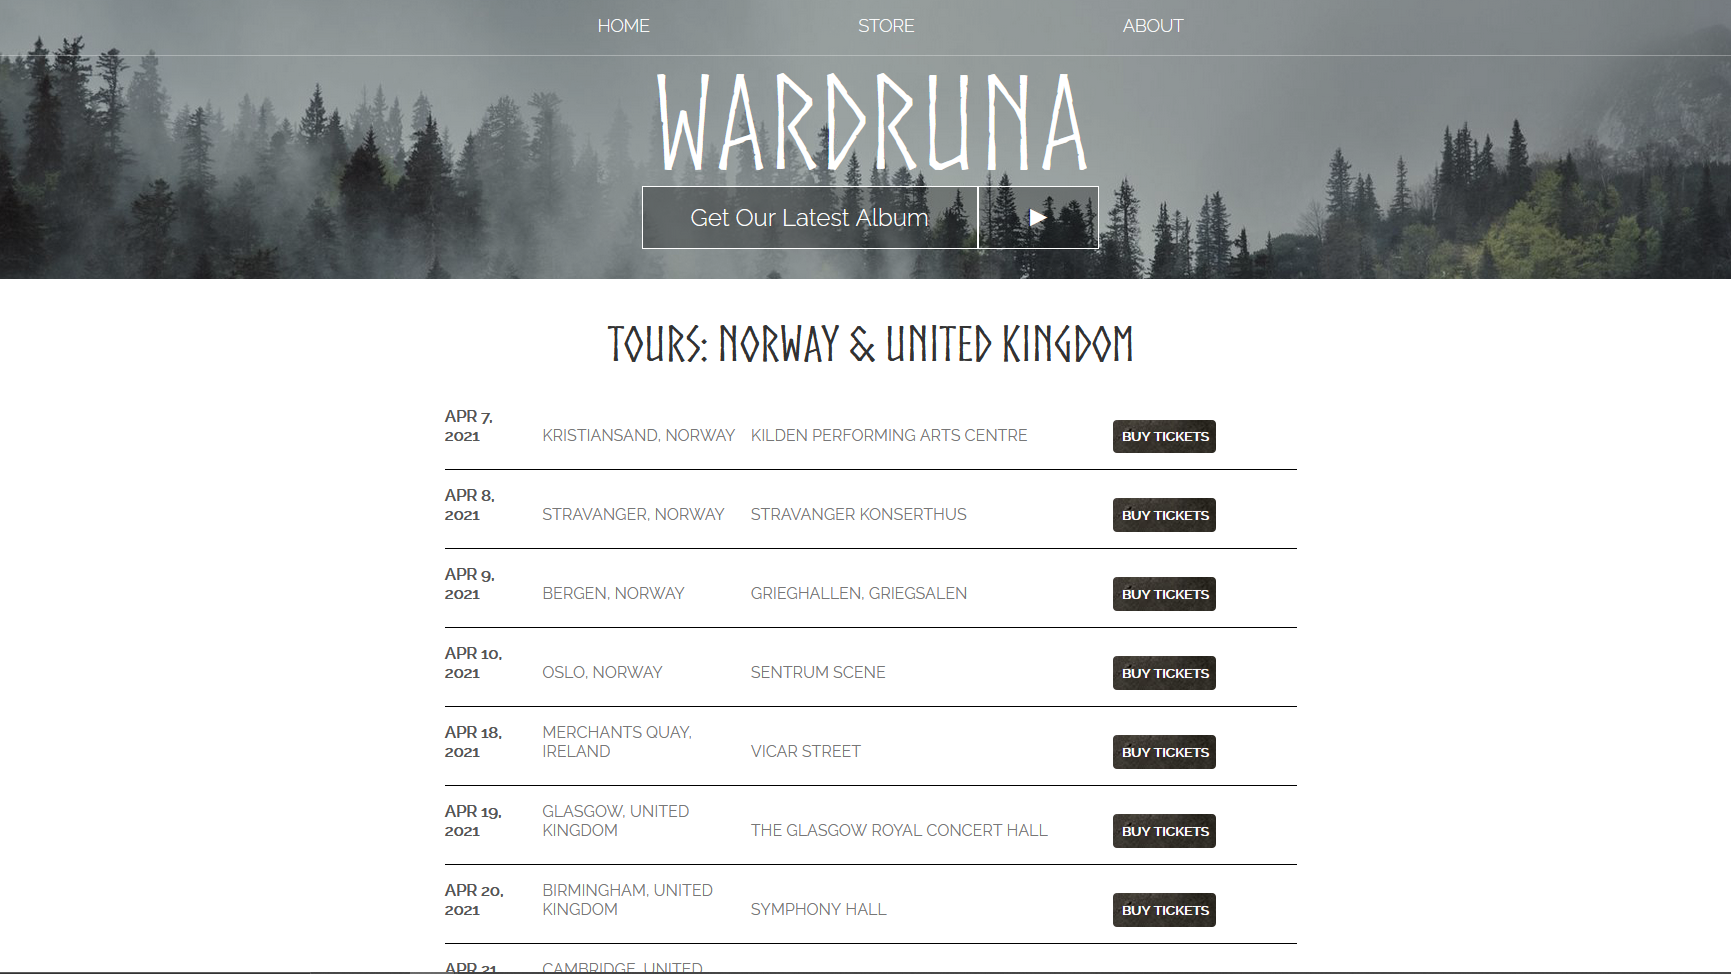 HOME STORE ABOUT
WARDRUNA
Get Our Latest Album
TOURS: NORWAY & UNITED KINGDOM
APR 7,
2021 KRISTIANSAND, NORWAY KILDEN PERFORMING ARTS CENTRE BUY TICKETS
APR 8,
2021 STRAVANGER, NORWAY STRAVANGER KONSERTHUS BUY TICKETS
APR 9,
2021 BERGEN, NORWAY GRIEGHALLEN, GRIEGSALEN BUY TICKETS
APR 10,
2021 OSLO, NORWAY SENTRUM SCENE BUY TICKETS
APR 18, MERCHANTS QUAY,
2021 IRELAND VICAR STREET BUY TICKETS
APR 19, GLASGOW, UNITED
2021 KINGDOM THE GLASGOW ROYAL CONCERT HALL BUY TICKETS
APR 20, BIRMINGHAM, UNITED
2021 KINGDOM SYMPHONY HALL BUY TICKETS
APR 21, CAMBRIDGE, UNITED